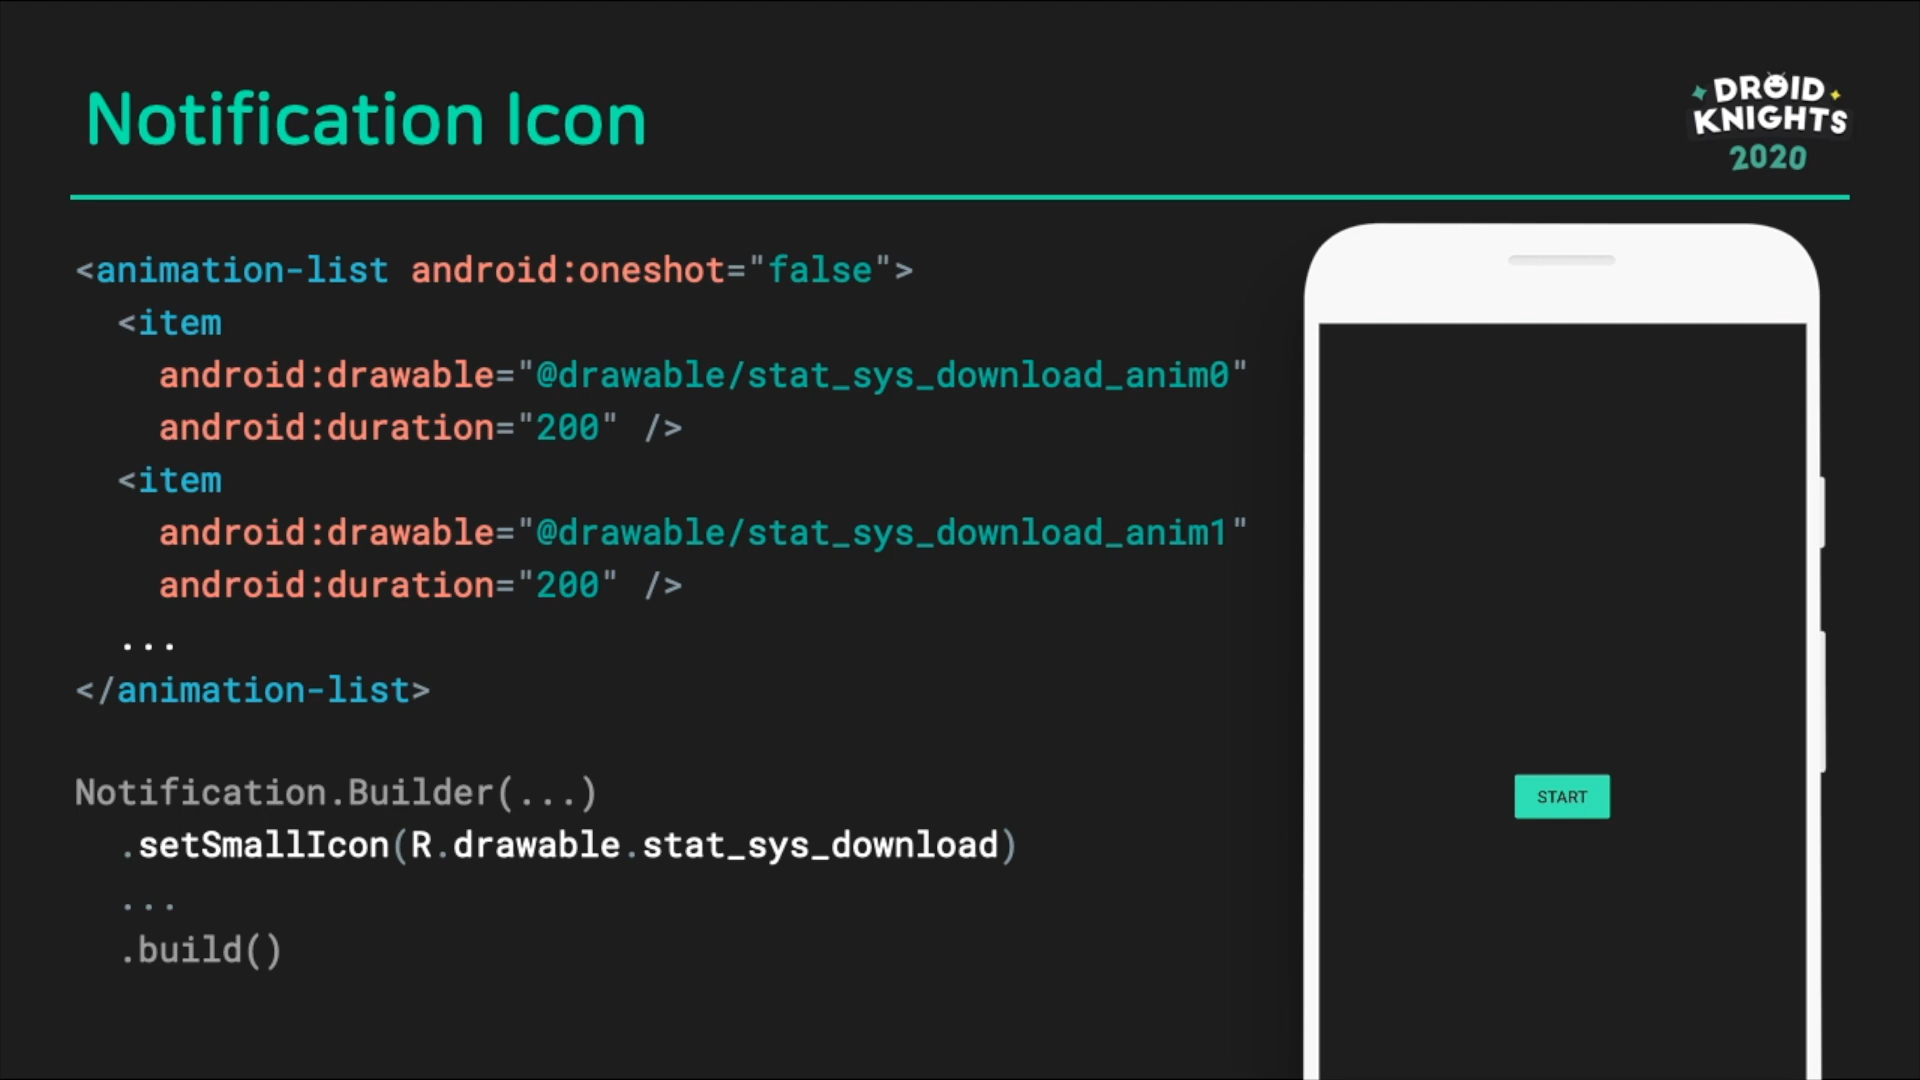 Notification Icon
DROID
KNIGHTS
2020
<animation-list android:oneshot="false">
<item
android:drawable="@drawable/stat_sys_download_anim0"
android:duration="200" />
<item
android:drawable="@drawable/stat_sys_download_anim1"
android:duration="200" />
...
</animation-list>
Notification.Builder(...)
.setSmallIcon(R.drawable.stat_sys_download)
...
.build()
START